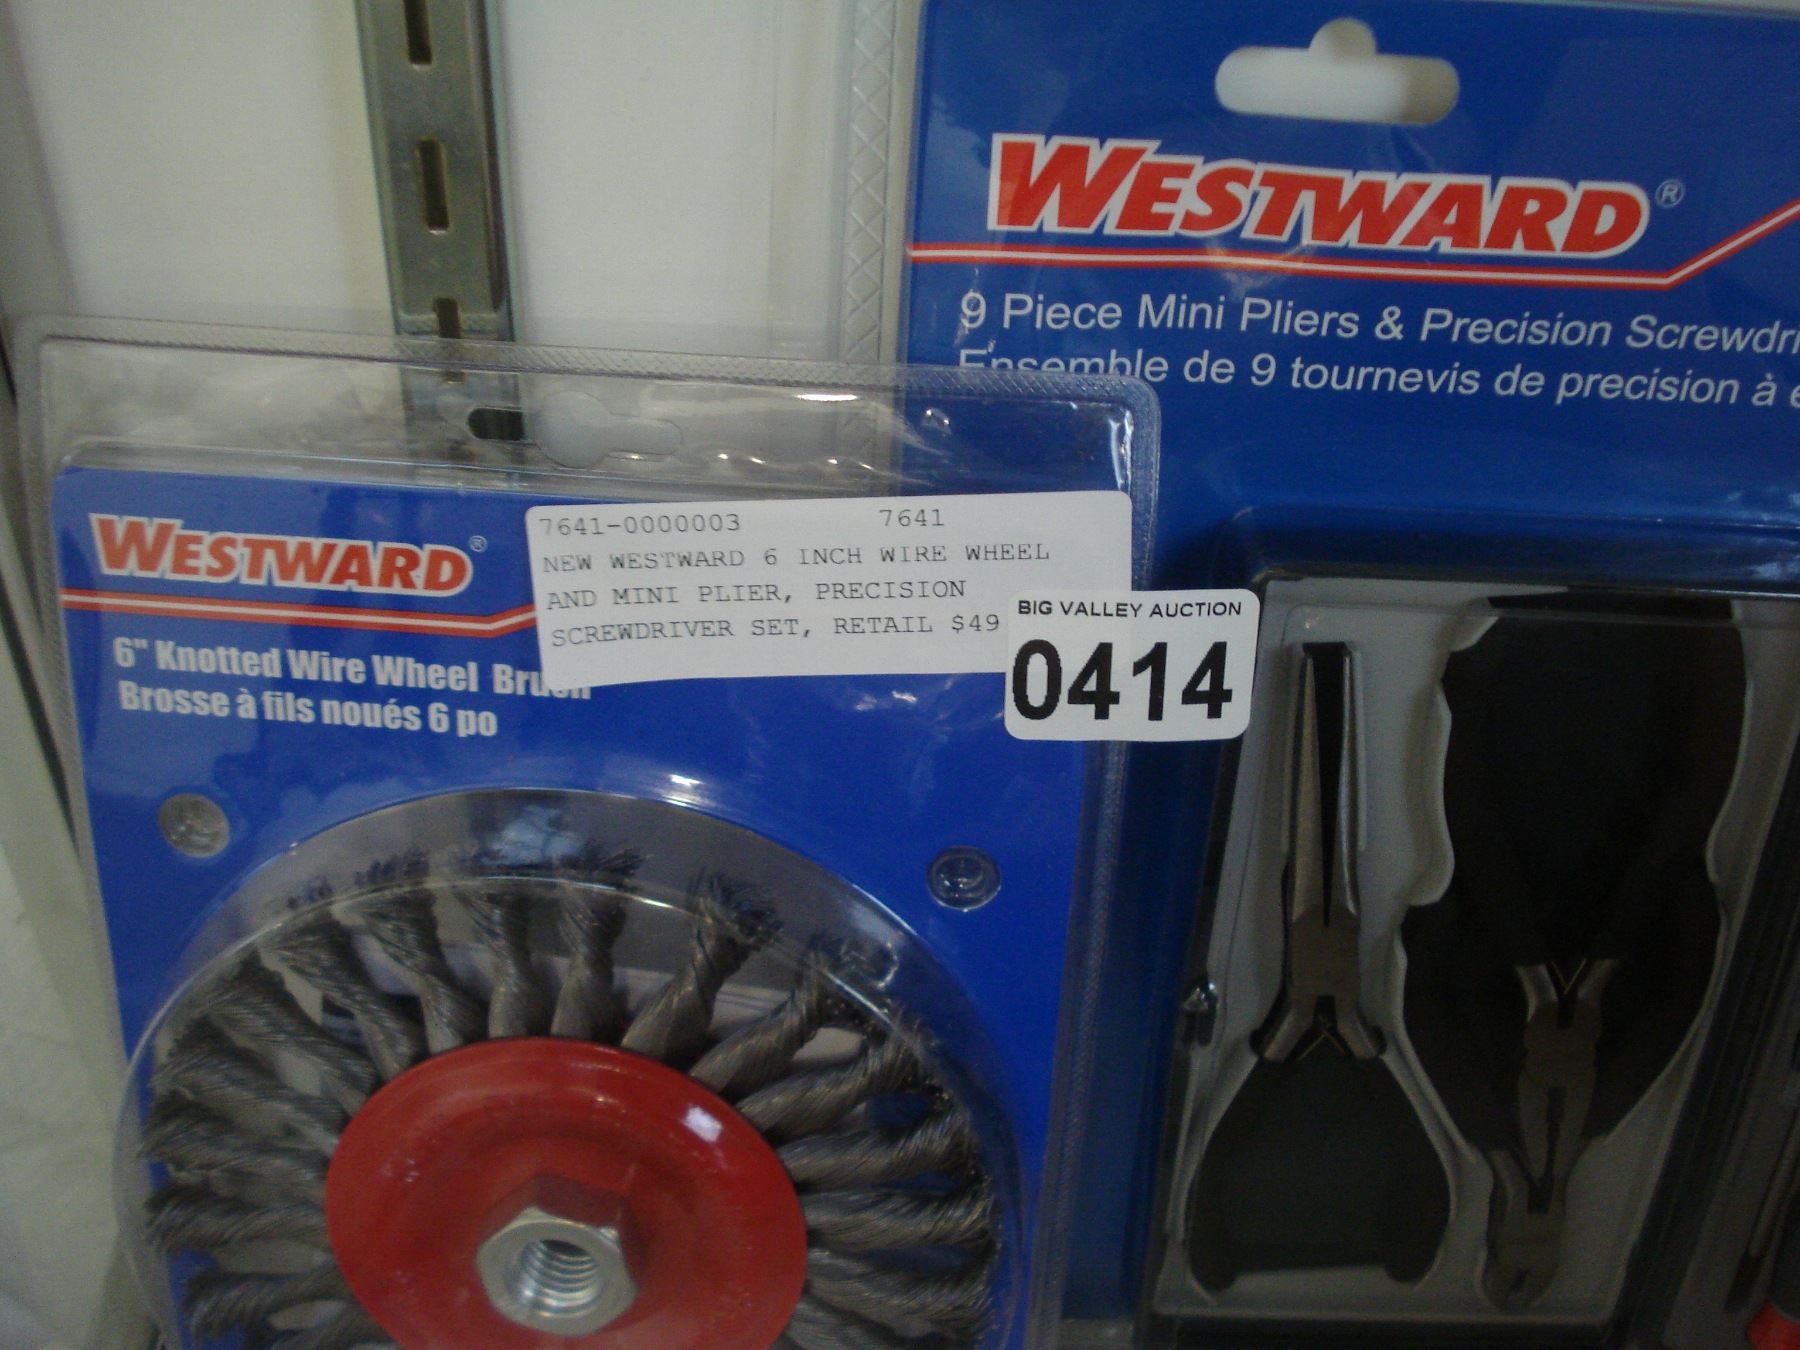 WESTWARD®
9 Piece Mini Pliers & Precision Screwdri
Ensemble de 9 tournevis de precision à
WESTWARD®
6" Knotted Wire Wheel Brush
Brosse à fils noués 6 po
7641-0000003 7641
NEW WESTWARD 6 INCH WIRE WHEEL
AND MINI PLIER, PRECISION
SCREWDRIVER SET, RETAIL $49
BIG VALLEY AUCTION
0414